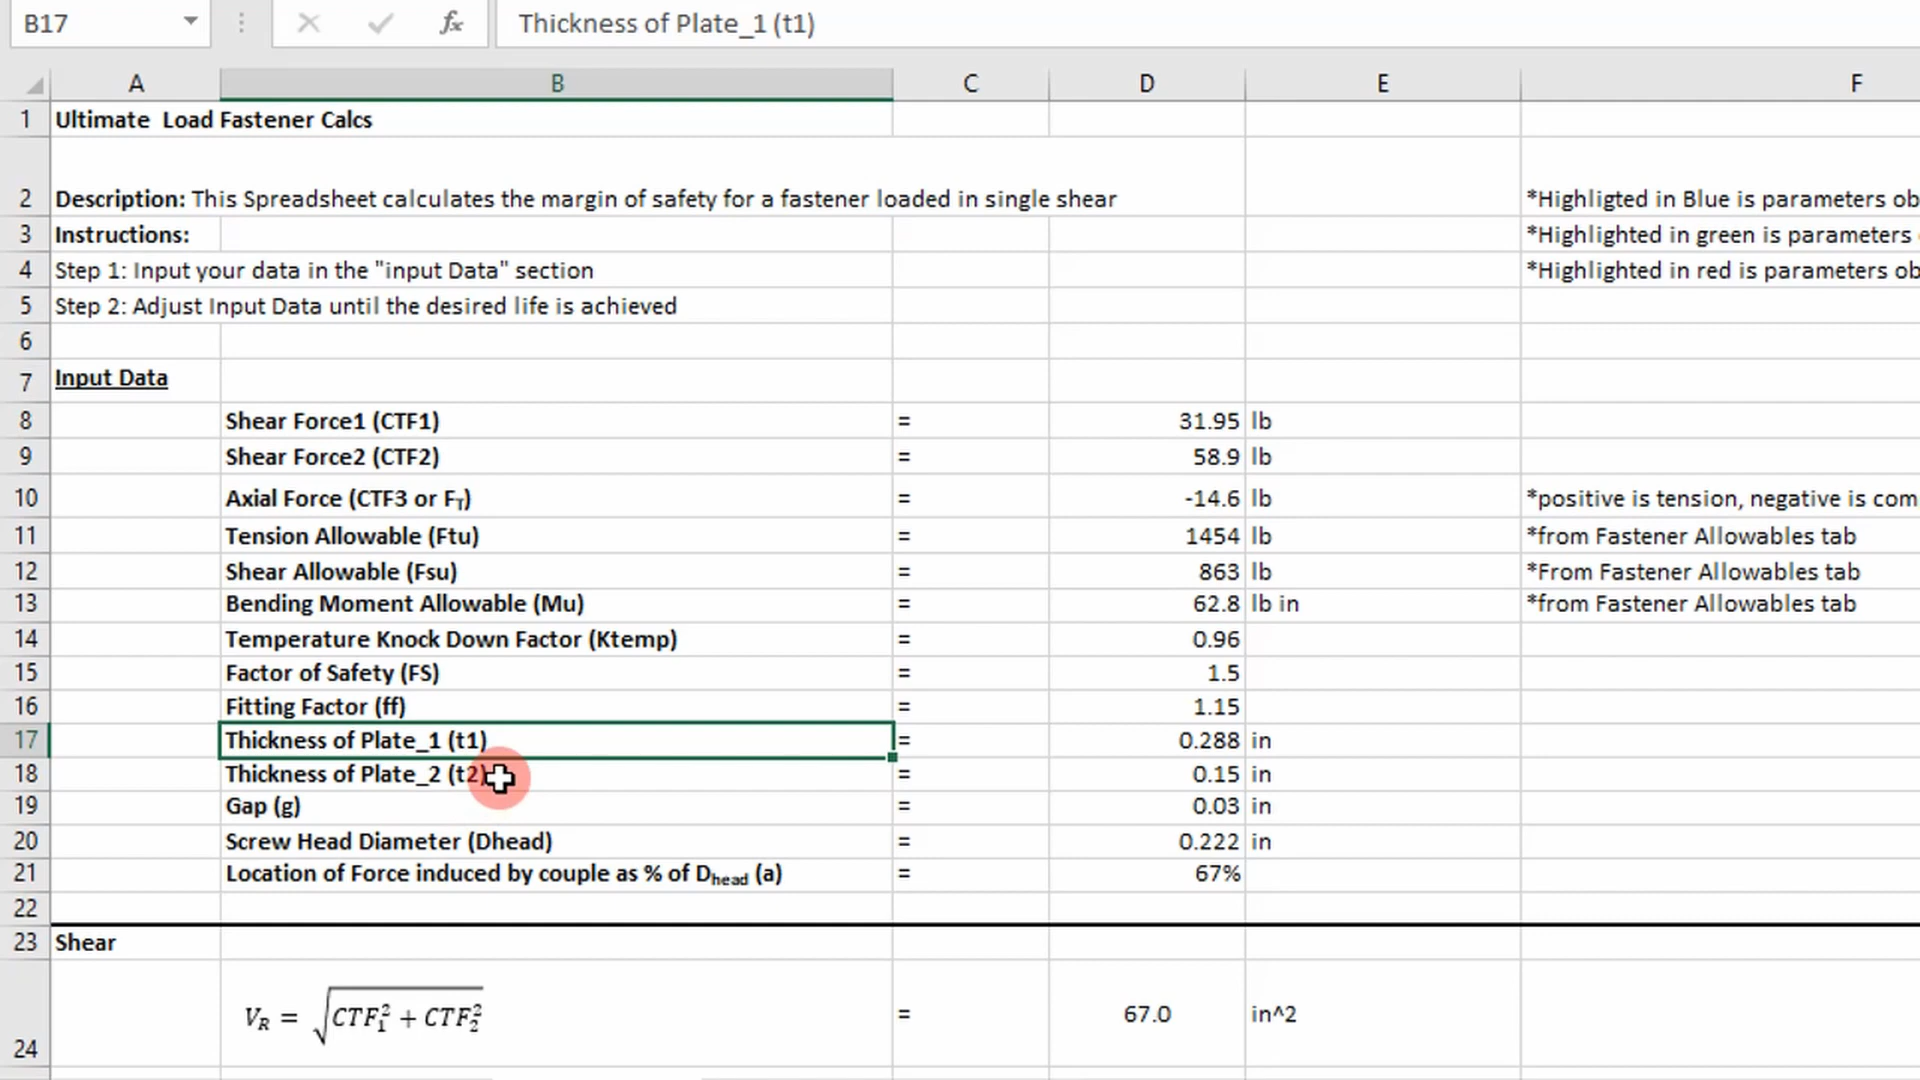 B17 fx Thickness of Plate_1 (t1)
A B C D E F
1 Ultimate Load Fastener Calcs
2 Description: This Spreadsheet calculates the margin of safety for a fastener loaded in single shear *Highligted in Blue is parameters ob
3 Instructions: *Highlighted in green is parameters
4 Step 1: Input your data in the "input Data" section *Highlighted in red is parameters ob
5 Step 2: Adjust Input Data until the desired life is achieved
6
7 Input Data
8 Shear Force1 (CTF1) = 31.95 lb
9 Shear Force2 (CTF2) = 58.9 lb
10 Axial Force (CTF3 or FT) = -14.6 lb *positive is tension, negative is com
11 Tension Allowable (Ftu) = 1454 lb *from Fastener Allowables tab
12 Shear Allowable (Fsu) = 863 lb *From Fastener Allowables tab
13 Bending Moment Allowable (Mu) = 62.8 lb in *from Fastener Allowables tab
14 Temperature Knock Down Factor (Ktemp) = 0.96
15 Factor of Safety (FS) = 1.5
16 Fitting Factor (ff) = 1.15
17 Thickness of Plate_1 (t1) = 0.288 in
18 Thickness of Plate_2 (t2) = 0.15 in
19 Gap (g) = 0.03 in
20 Screw Head Diameter (Dhead) = 0.222 in
21 Location of Force induced by couple as % of Dhead (a) = 67%
22
23 Shear
24 V_R = √(CTF₁² + CTF₂²) = 67.0 in^2